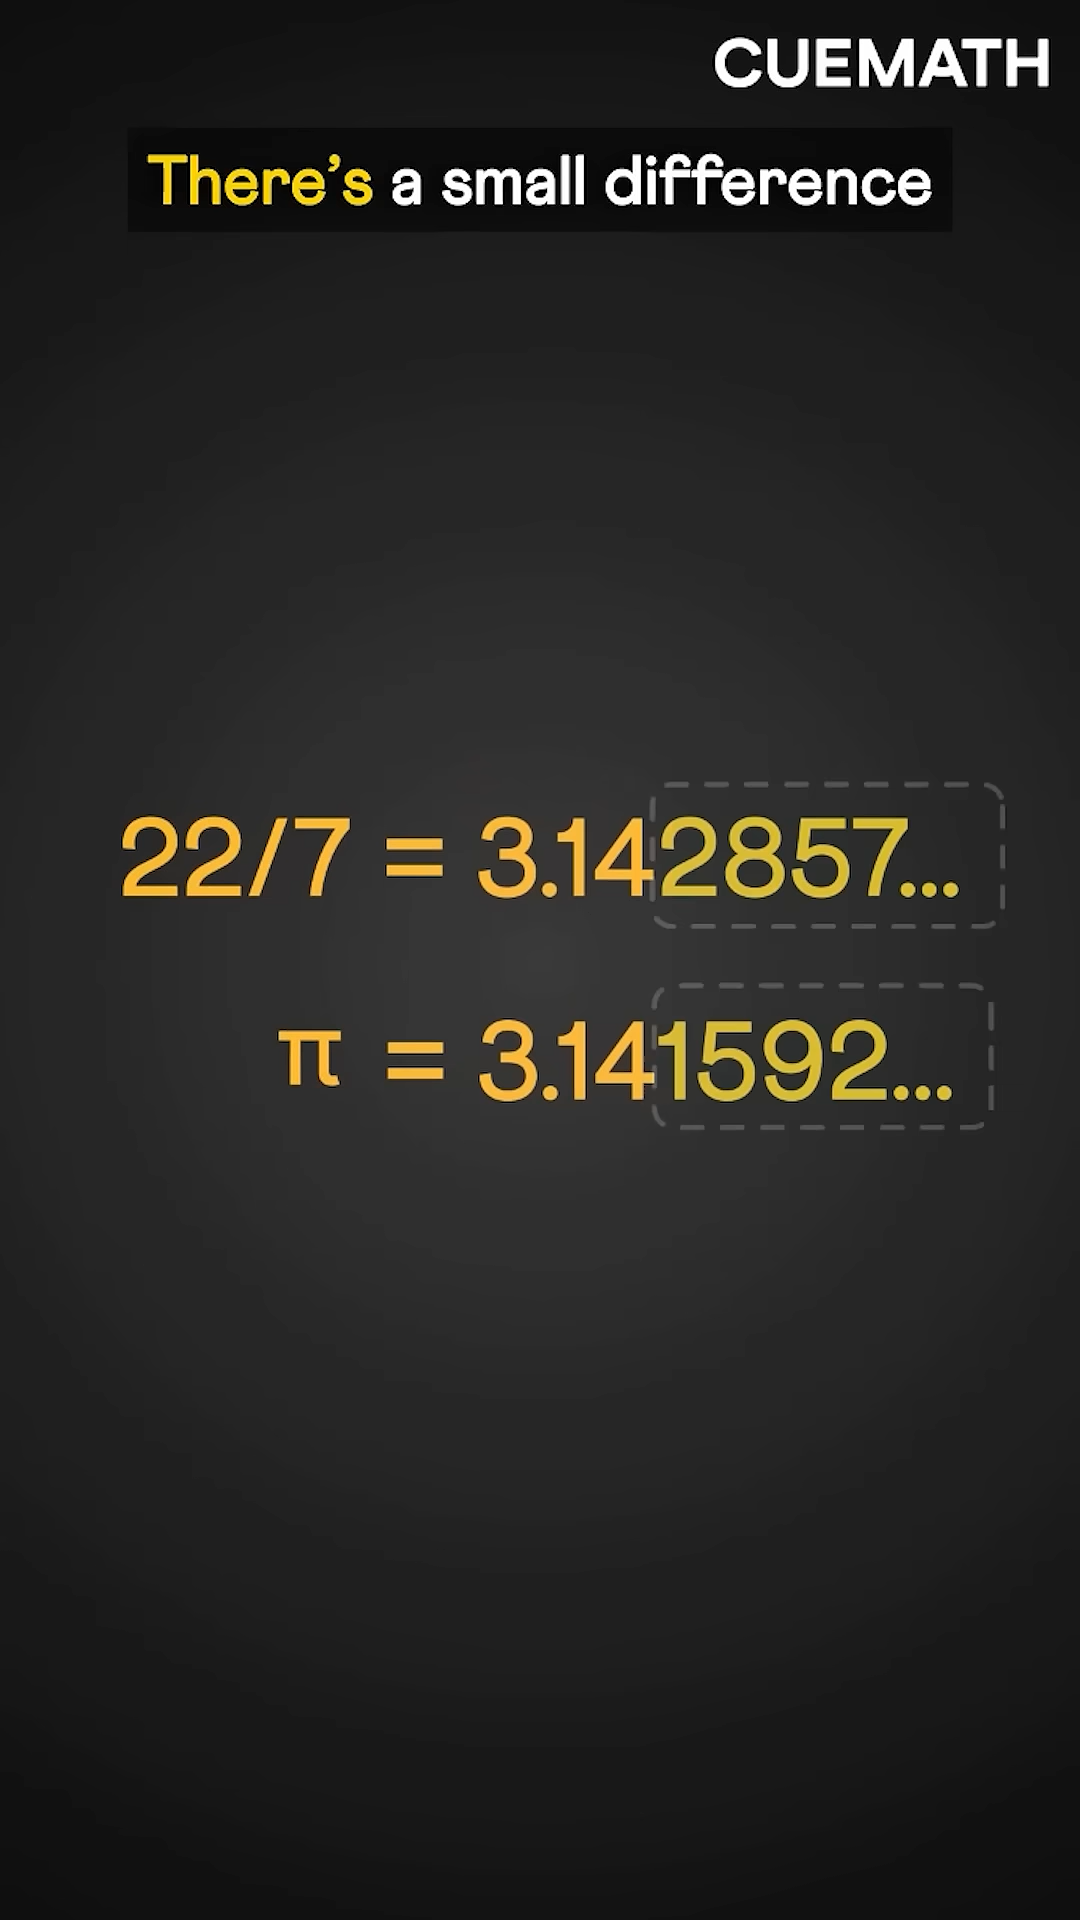 CUEMATH
There's a small difference
22/7 = 3.142857...
π = 3.141592...